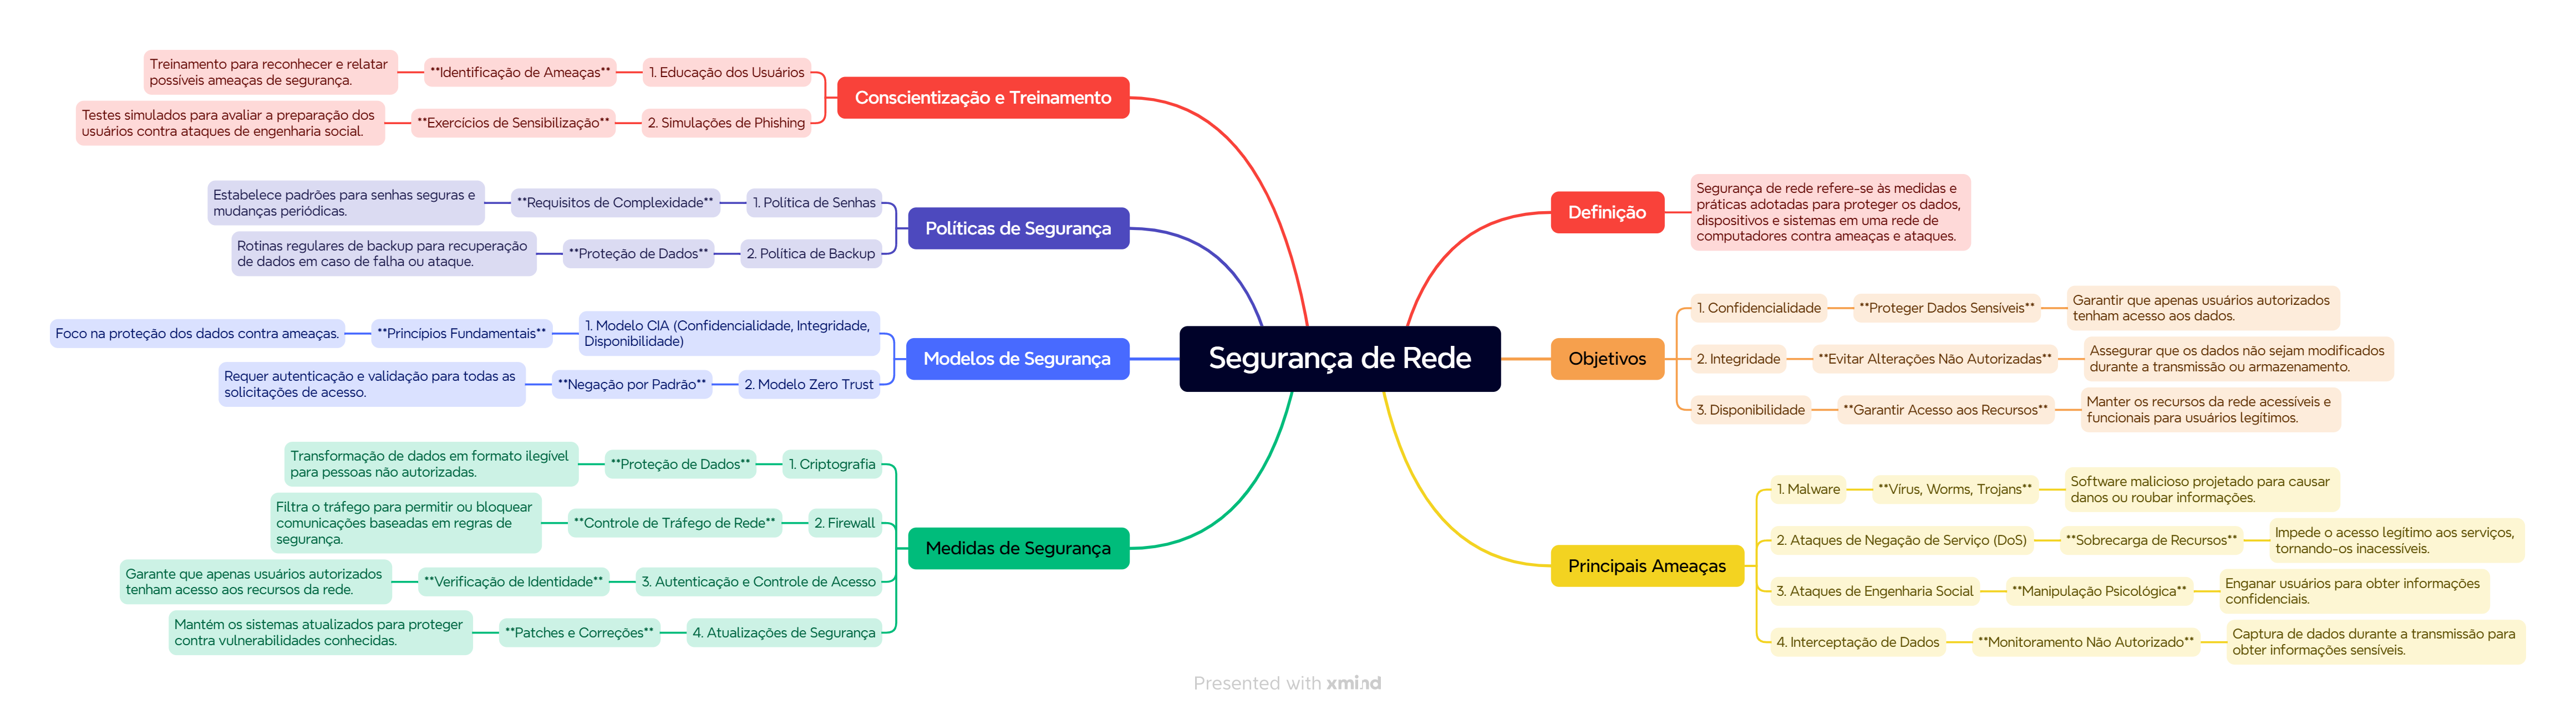 Segurança de Rede
Definição
Segurança de rede refere-se às medidas e
práticas adotadas para proteger os dados,
dispositivos e sistemas em uma rede de
computadores contra ameaças e ataques.
Objetivos
1. Confidencialidade
**Proteger Dados Sensíveis**
Garantir que apenas usuários autorizados
tenham acesso aos dados.
2. Integridade
**Evitar Alterações Não Autorizadas**
Assegurar que os dados não sejam modificados
durante a transmissão ou armazenamento.
3. Disponibilidade
**Garantir Acesso aos Recursos**
Manter os recursos da rede acessíveis e
funcionais para usuários legítimos.
Principais Ameaças
1. Malware
**Vírus, Worms, Trojans**
Software malicioso projetado para causar
danos ou roubar informações.
2. Ataques de Negação de Serviço (DoS)
**Sobrecarga de Recursos**
Impede o acesso legítimo aos serviços,
tornando-os inacessíveis.
3. Ataques de Engenharia Social
**Manipulação Psicológica**
Enganar usuários para obter informações
confidenciais.
4. Interceptação de Dados
**Monitoramento Não Autorizado**
Captura de dados durante a transmissão para
obter informações sensíveis.
Medidas de Segurança
1. Criptografia
**Proteção de Dados**
Transformação de dados em formato ilegível
para pessoas não autorizadas.
2. Firewall
**Controle de Tráfego de Rede**
Filtra o tráfego para permitir ou bloquear
comunicações baseadas em regras de
segurança.
3. Autenticação e Controle de Acesso
**Verificação de Identidade**
Garante que apenas usuários autorizados
tenham acesso aos recursos da rede.
4. Atualizações de Segurança
**Patches e Correções**
Mantém os sistemas atualizados para proteger
contra vulnerabilidades conhecidas.
Modelos de Segurança
1. Modelo CIA (Confidencialidade, Integridade,
Disponibilidade)
**Princípios Fundamentais**
Foco na proteção dos dados contra ameaças.
2. Modelo Zero Trust
**Negação por Padrão**
Requer autenticação e validação para todas as
solicitações de acesso.
Políticas de Segurança
1. Política de Senhas
**Requisitos de Complexidade**
Estabelece padrões para senhas seguras e
mudanças periódicas.
2. Política de Backup
**Proteção de Dados**
Rotinas regulares de backup para recuperação
de dados em caso de falha ou ataque.
Conscientização e Treinamento
1. Educação dos Usuários
**Identificação de Ameaças**
Treinamento para reconhecer e relatar
possíveis ameaças de segurança.
2. Simulações de Phishing
**Exercícios de Sensibilização**
Testes simulados para avaliar a preparação dos
usuários contra ataques de engenharia social.
Presented with xmind